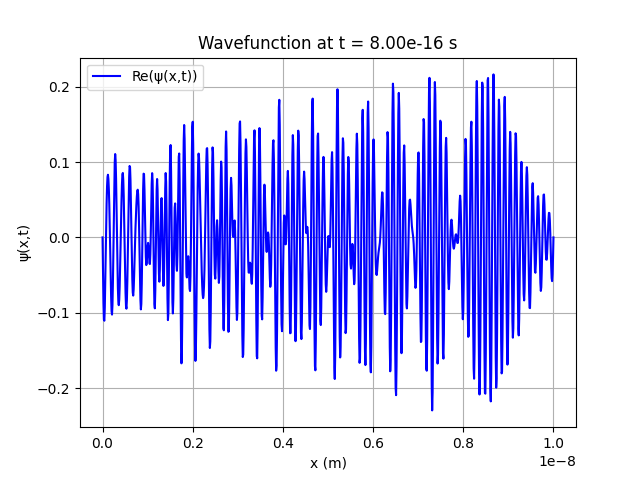 Wavefunction at t = 8.00e-16 s
Re(ψ(x,t))
ψ(x,t)
0.2
0.1
0.0
−0.1
−0.2
0.0 0.2 0.4 0.6 0.8 1.0
1e−8
x (m)